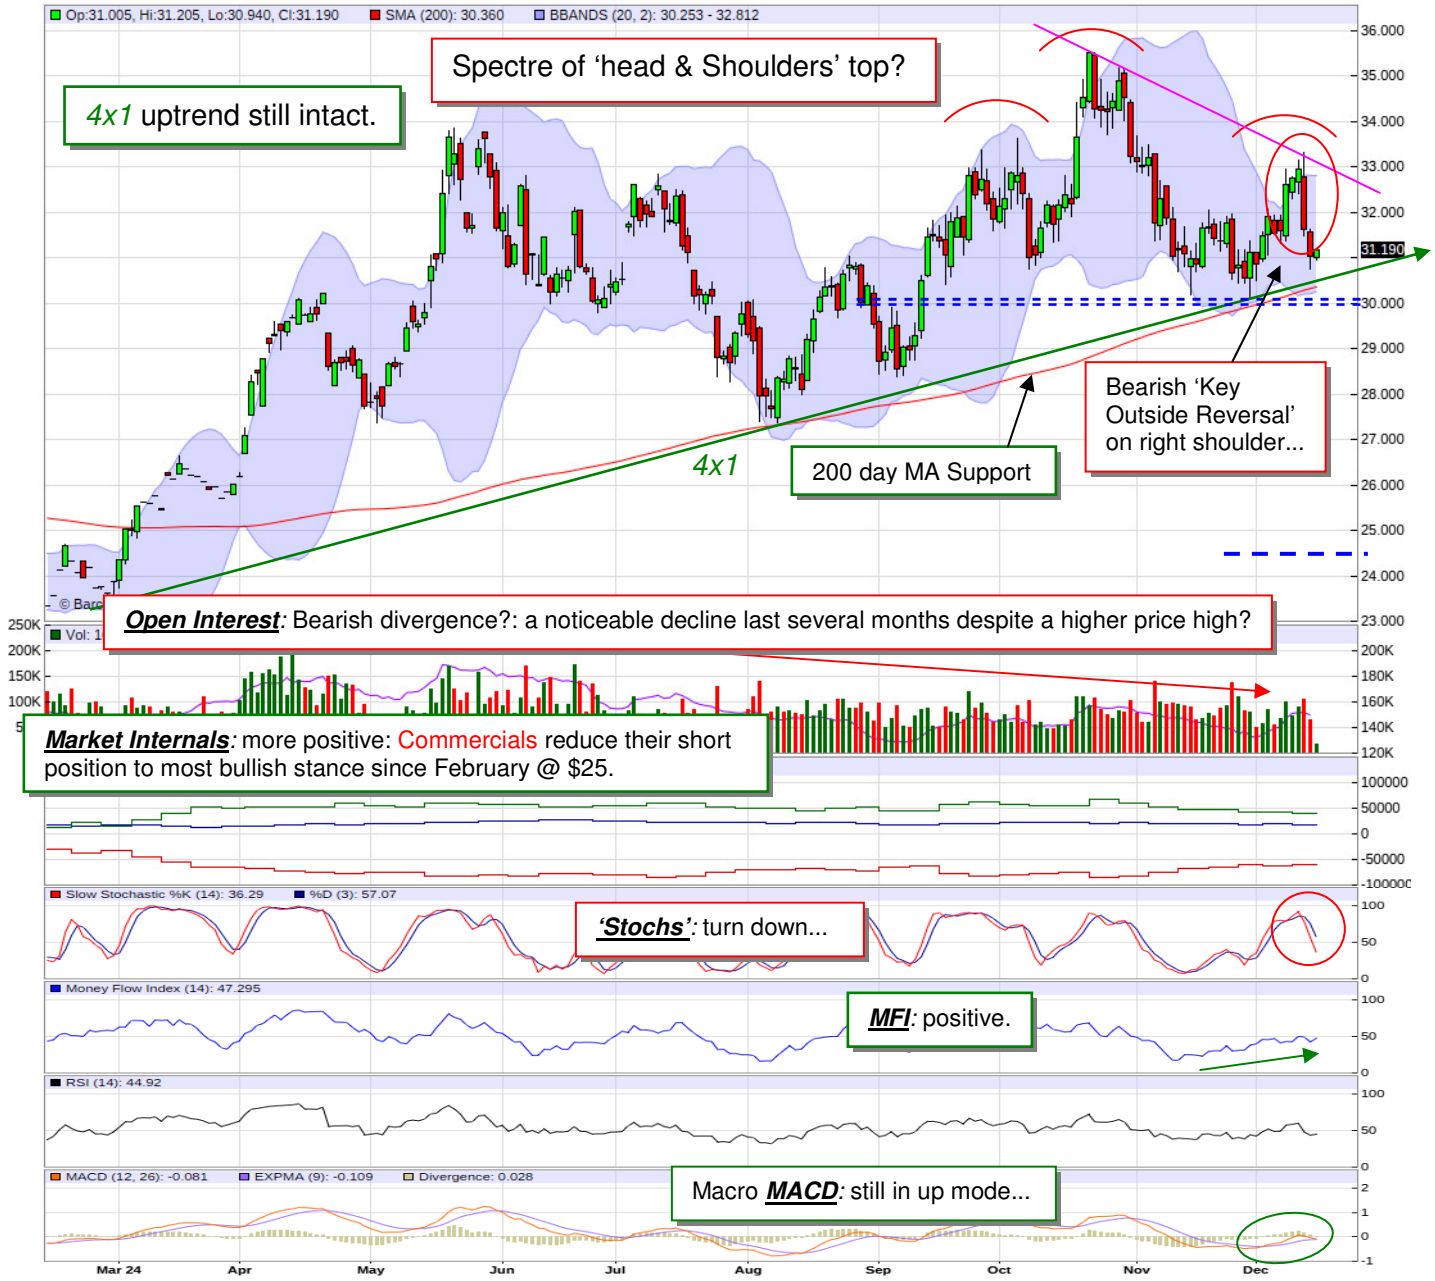 Op:31.005, Hi:31.205, Lo:30.940, Cl:31.190 SMA (200): 30.360 BBANDS (20, 2): 30.253 - 32.812
Spectre of ‘head & Shoulders’ top?
4x1 uptrend still intact.
36.000
35.000
34.000
33.000
32.000
31.190
30.000
29.000
28.000
27.000
26.000
25.000
24.000
23.000
Bearish ‘Key
Outside Reversal’
on right shoulder...
4x1
200 day MA Support
© Barc
Open Interest: Bearish divergence?: a noticeable decline last several months despite a higher price high?
250K
200K
150K
100K
5
Vol: 1
200K
180K
160K
140K
120K
Market Internals: more positive: Commercials reduce their short
position to most bullish stance since February @ $25.
100000
50000
0
-50000
-100000
Slow Stochastic %K (14): 36.29 %D (3): 57.07
‘Stochs’: turn down...
100
50
0
Money Flow Index (14): 47.295
MFI: positive.
100
50
0
RSI (14): 44.92
100
50
0
MACD (12, 26): -0.081 EXPMA (9): -0.109 Divergence: 0.028
Macro MACD: still in up mode...
2
1
0
-1
Mar 24 Apr May Jun Jul Aug Sep Oct Nov Dec